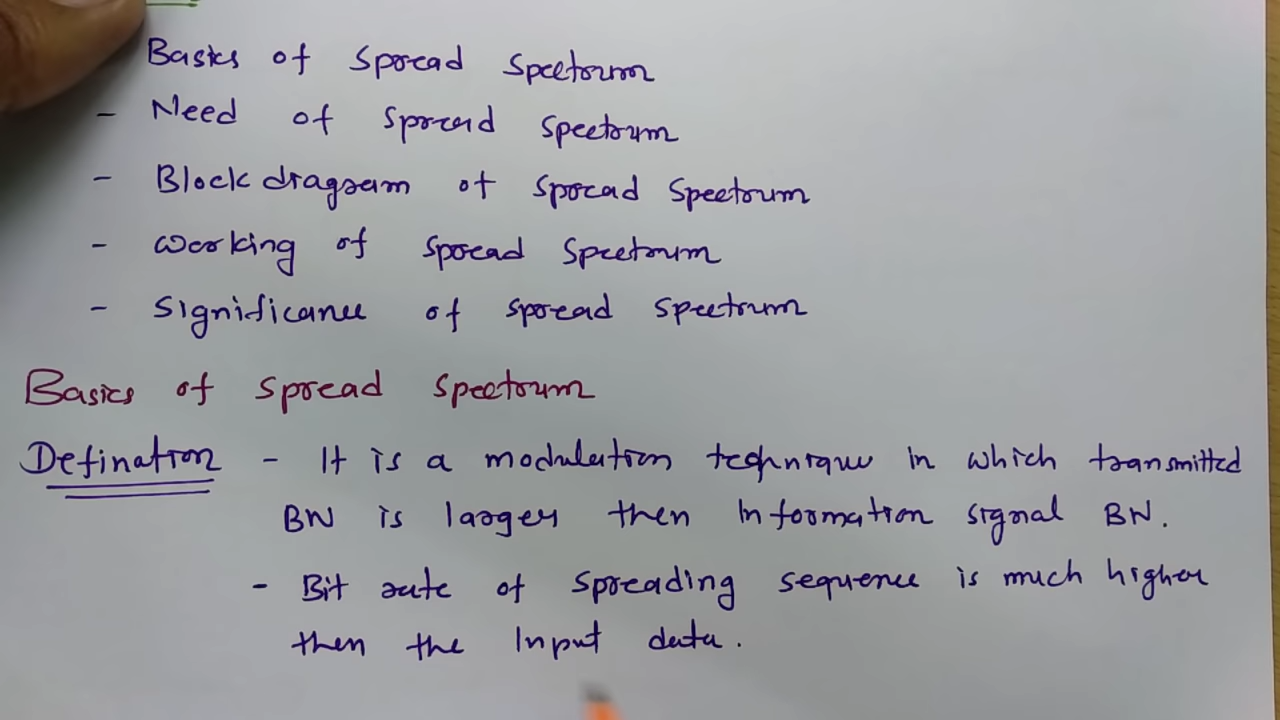 Basics of Spread Spectrum
- Need of Spread Spectrum
- Block diagram of Spread Spectrum
- Working of Spread Spectrum
- Significance of Spread Spectrum
Basics of Spread Spectrum
Defination - It is a modulation technique in which transmitted
BW is larger then Information signal BW.
- Bit rate of Spreading sequence is much higher
then the Input data.